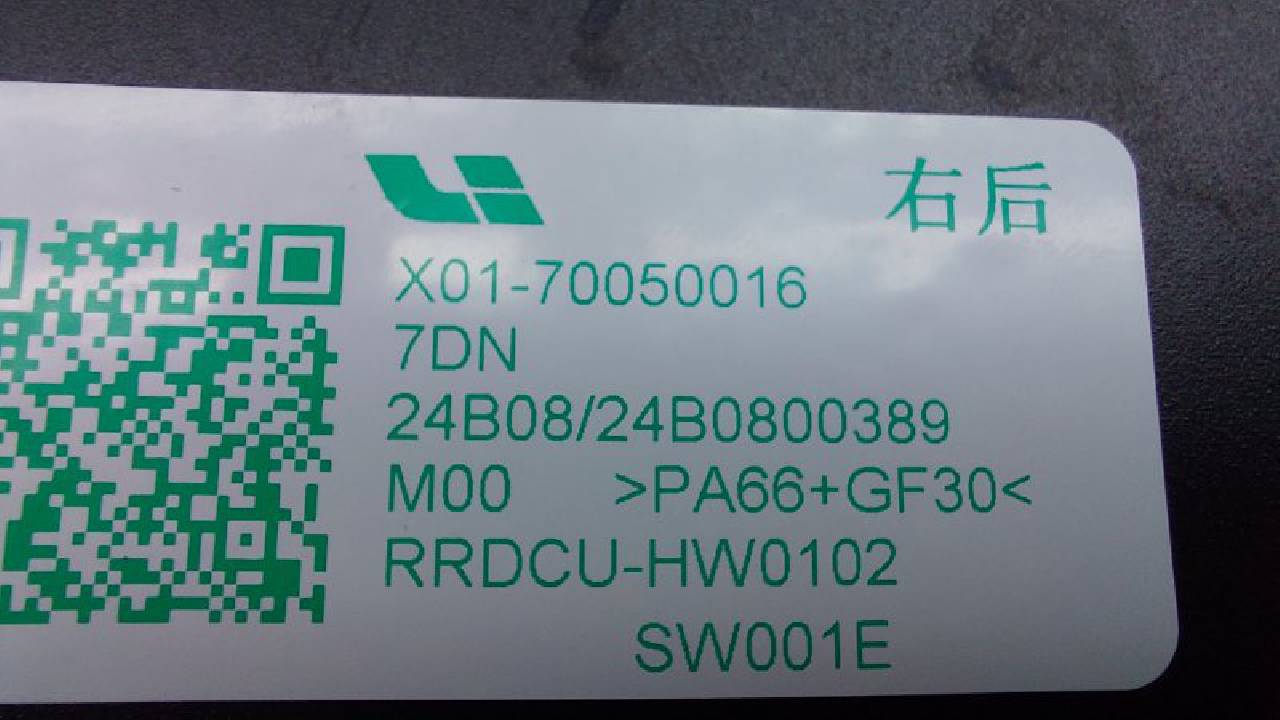 右后
X01-70050016
7DN
24B08/24B0800389
M00 >PA66+GF30<
RRDCU-HW0102
SW001E